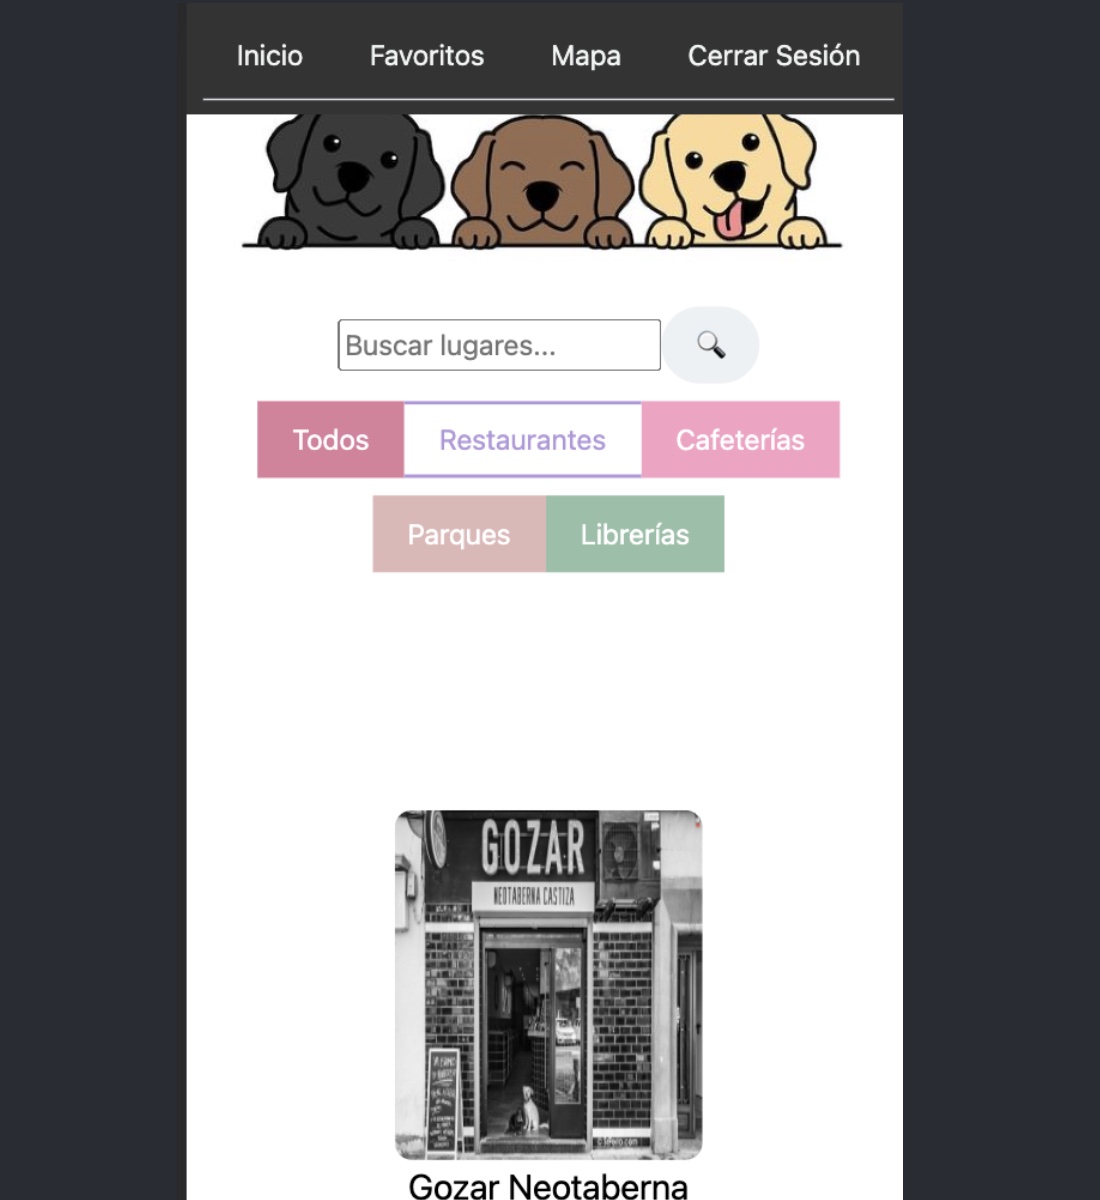 Inicio Favoritos Mapa Cerrar Sesión
Buscar lugares...
Todos Restaurantes Cafeterías
Parques Librerías
GOZAR
NEOTABERNA CASTIZA
Gozar Neotaberna